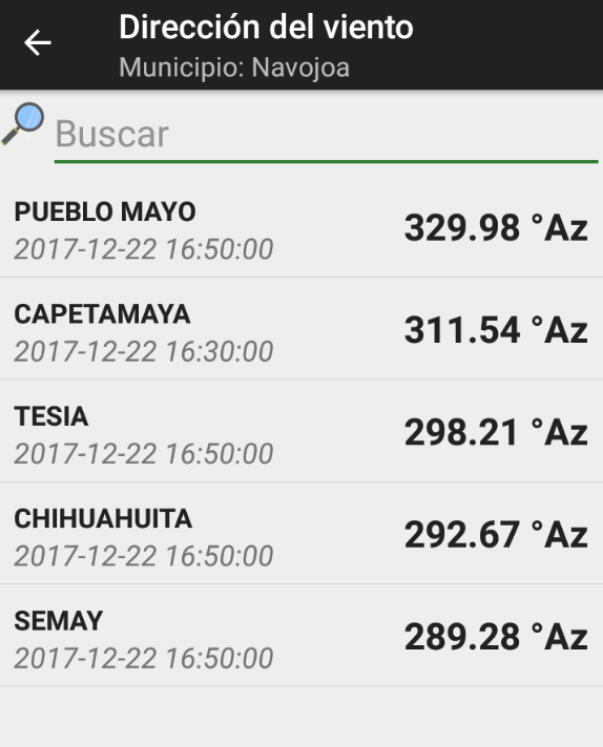 Dirección del viento
Municipio: Navojoa
Buscar
PUEBLO MAYO
2017-12-22 16:50:00
329.98 °Az
CAPETAMAYA
2017-12-22 16:30:00
311.54 °Az
TESIA
2017-12-22 16:50:00
298.21 °Az
CHIHUAHUITA
2017-12-22 16:50:00
292.67 °Az
SEMAY
2017-12-22 16:50:00
289.28 °Az